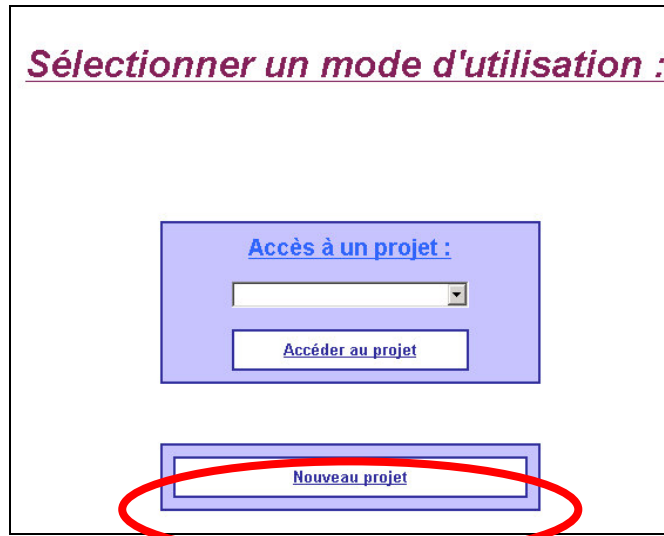 Sélectionner un mode d'utilisation :
Accès à un projet :
Accéder au projet
Nouveau projet